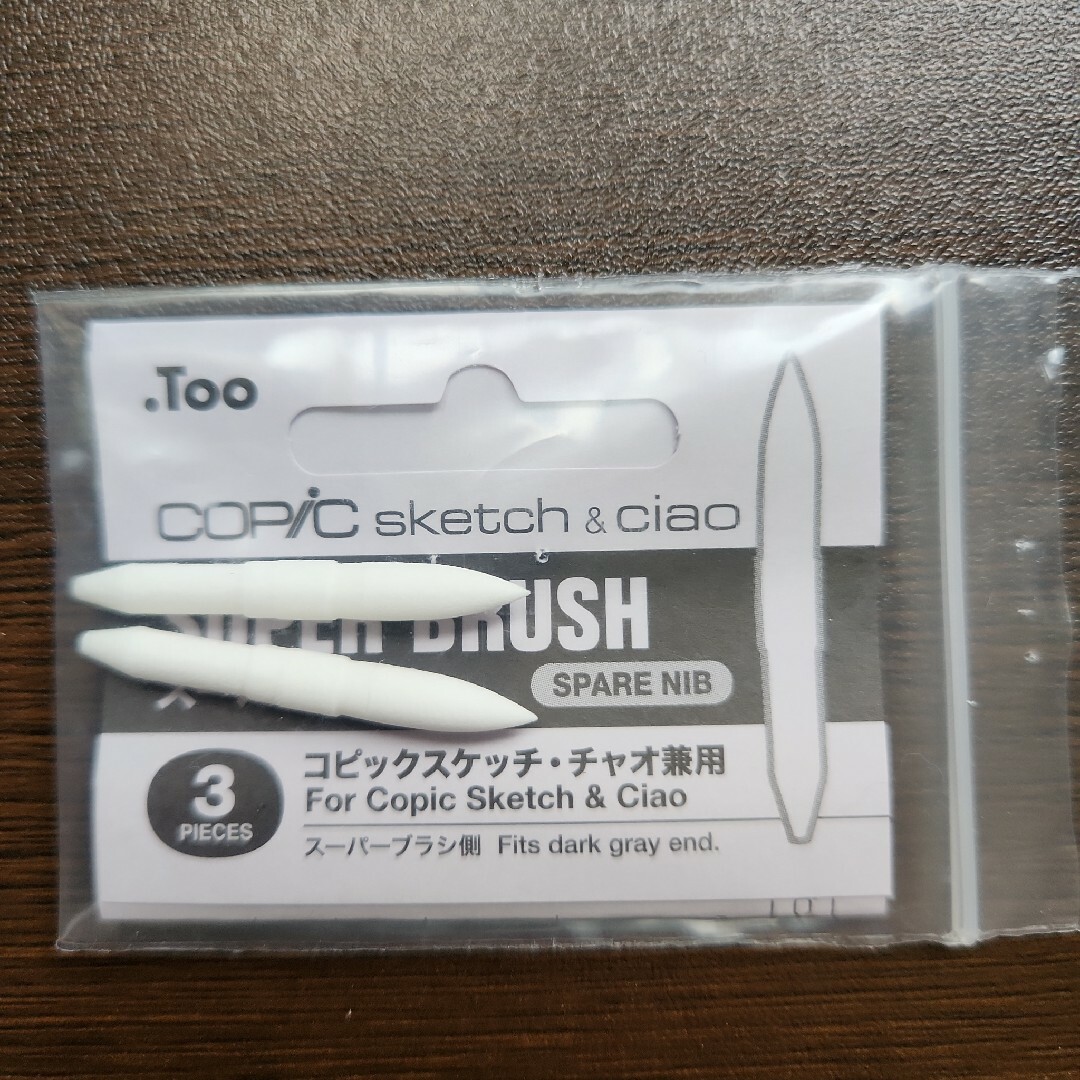 .Too
COPIC sketch & ciao
SUPER BRUSH
SPARE NIB
3
PIECES
コピックスケッチ・チャオ兼用
For Copic Sketch & Ciao
スーパーブラシ側 Fits dark gray end.